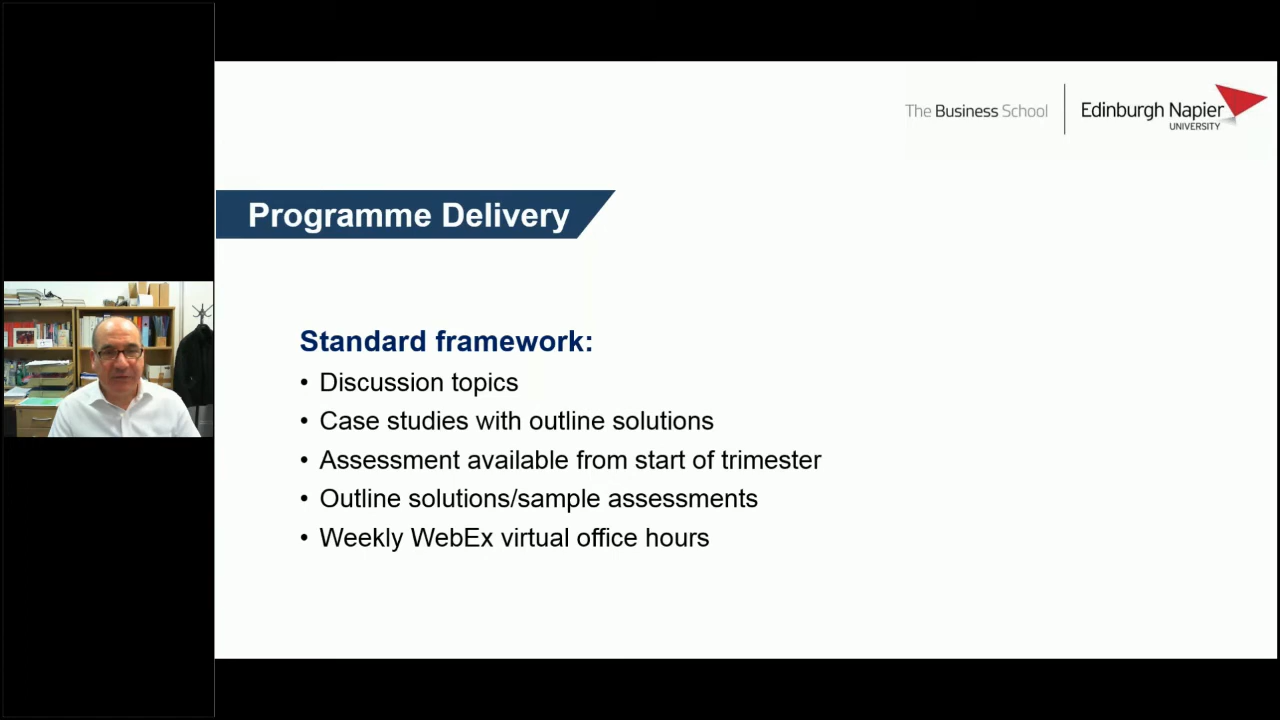 The Business School
Edinburgh Napier
UNIVERSITY
Programme Delivery
Standard framework:
• Discussion topics
• Case studies with outline solutions
• Assessment available from start of trimester
• Outline solutions/sample assessments
• Weekly WebEx virtual office hours